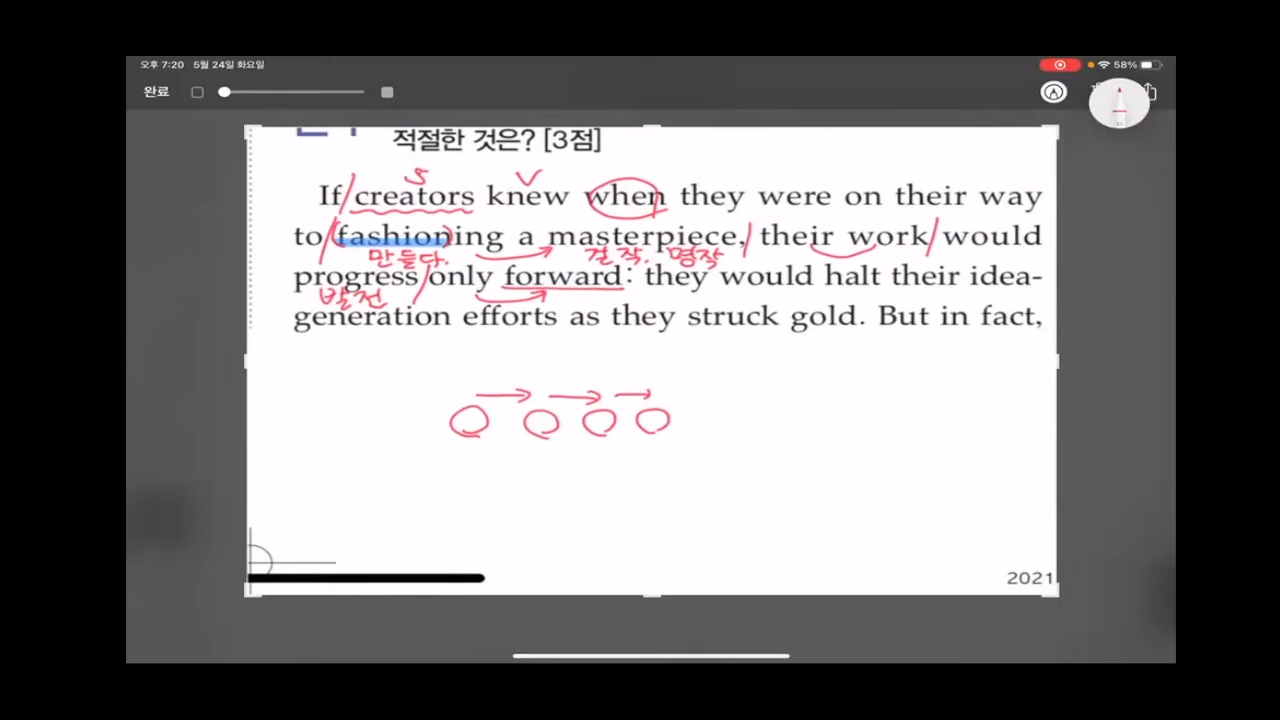 오후 7:20 5월 24일 화요일
58%
완료
적절한 것은? [3점]
S V
If creators knew when they were on their way
to fashioning a masterpiece, their work would
만들다. 걸작. 명작
progress only forward: they would halt their idea-
발전
generation efforts as they struck gold. But in fact,
2021